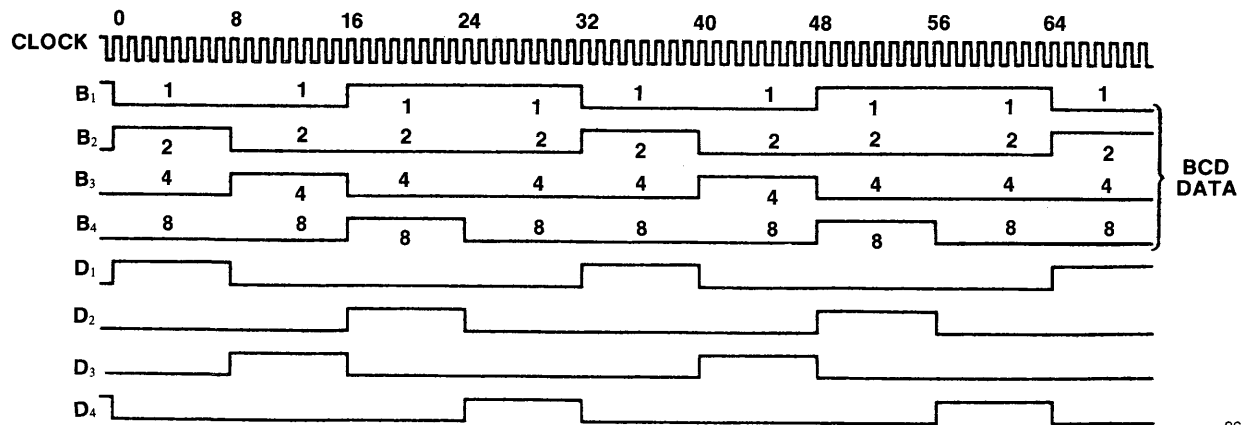 0 8 16 24 32 40 48 56 64
CLOCK
B₁ 1 1 1 1 1 1 1 1 1
B₂ 2 2 2 2 2 2 2 2 2
B₃ 4 4 4 4 4 4 4 4 4
B₄ 8 8 8 8 8 8 8 8 8
BCD
DATA
D₁
D₂
D₃
D₄